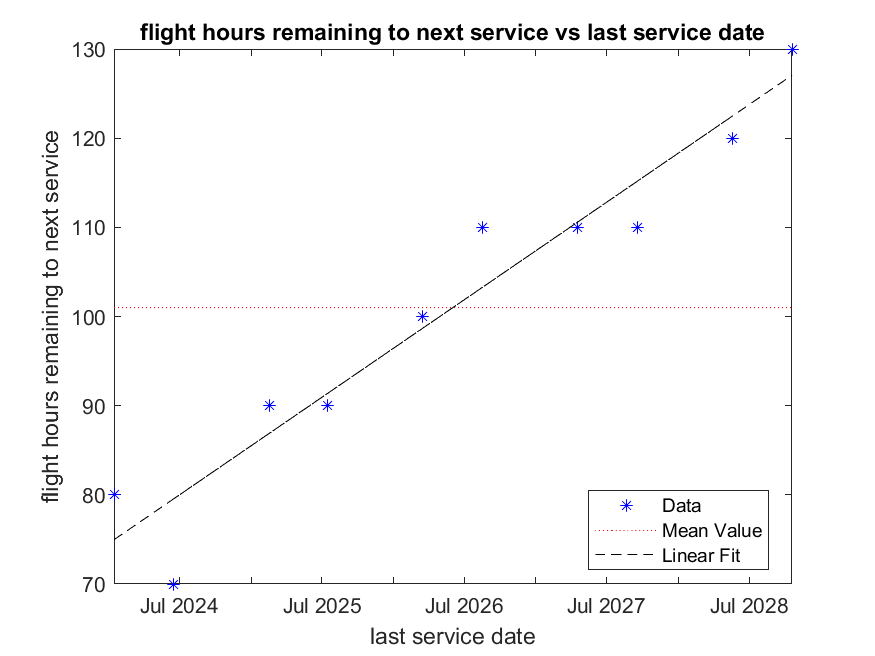 flight hours remaining to next service vs last service date
flight hours remaining to next service
130
120
110
100
90
80
70
Data
Mean Value
Linear Fit
Jul 2024
Jul 2025
Jul 2026
Jul 2027
Jul 2028
last service date